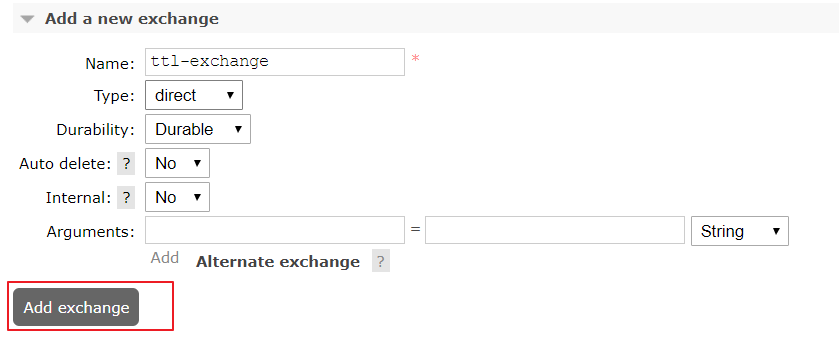 Add a new exchange
Name: ttl-exchange *
Type: direct
Durability: Durable
Auto delete: ? No
Internal: ? No
Arguments: = String
Add Alternate exchange ?
Add exchange